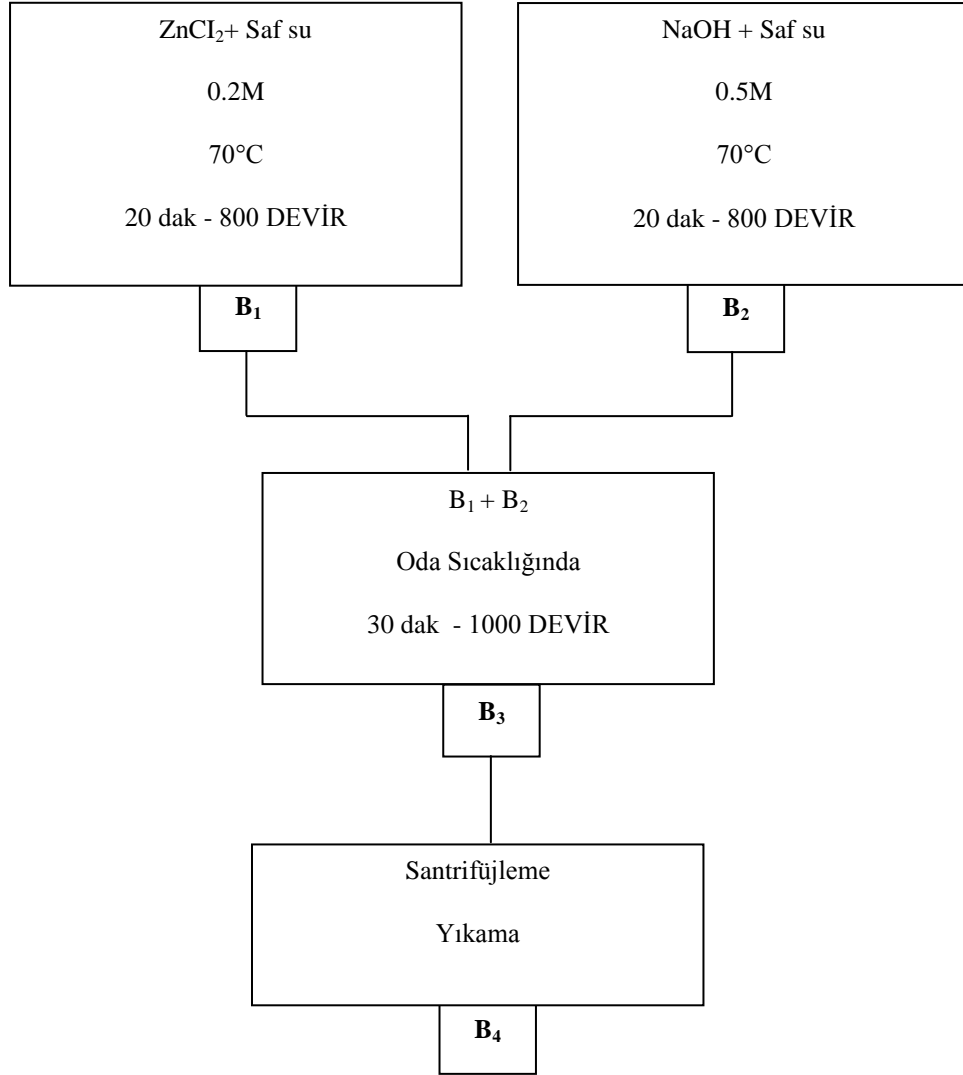 ZnCI₂+ Saf su
0.2M
70°C
20 dak - 800 DEVİR
B₁
NaOH + Saf su
0.5M
70°C
20 dak - 800 DEVİR
B₂
B₁ + B₂
Oda Sıcaklığında
30 dak - 1000 DEVİR
B₃
Santrifüjleme
Yıkama
B₄